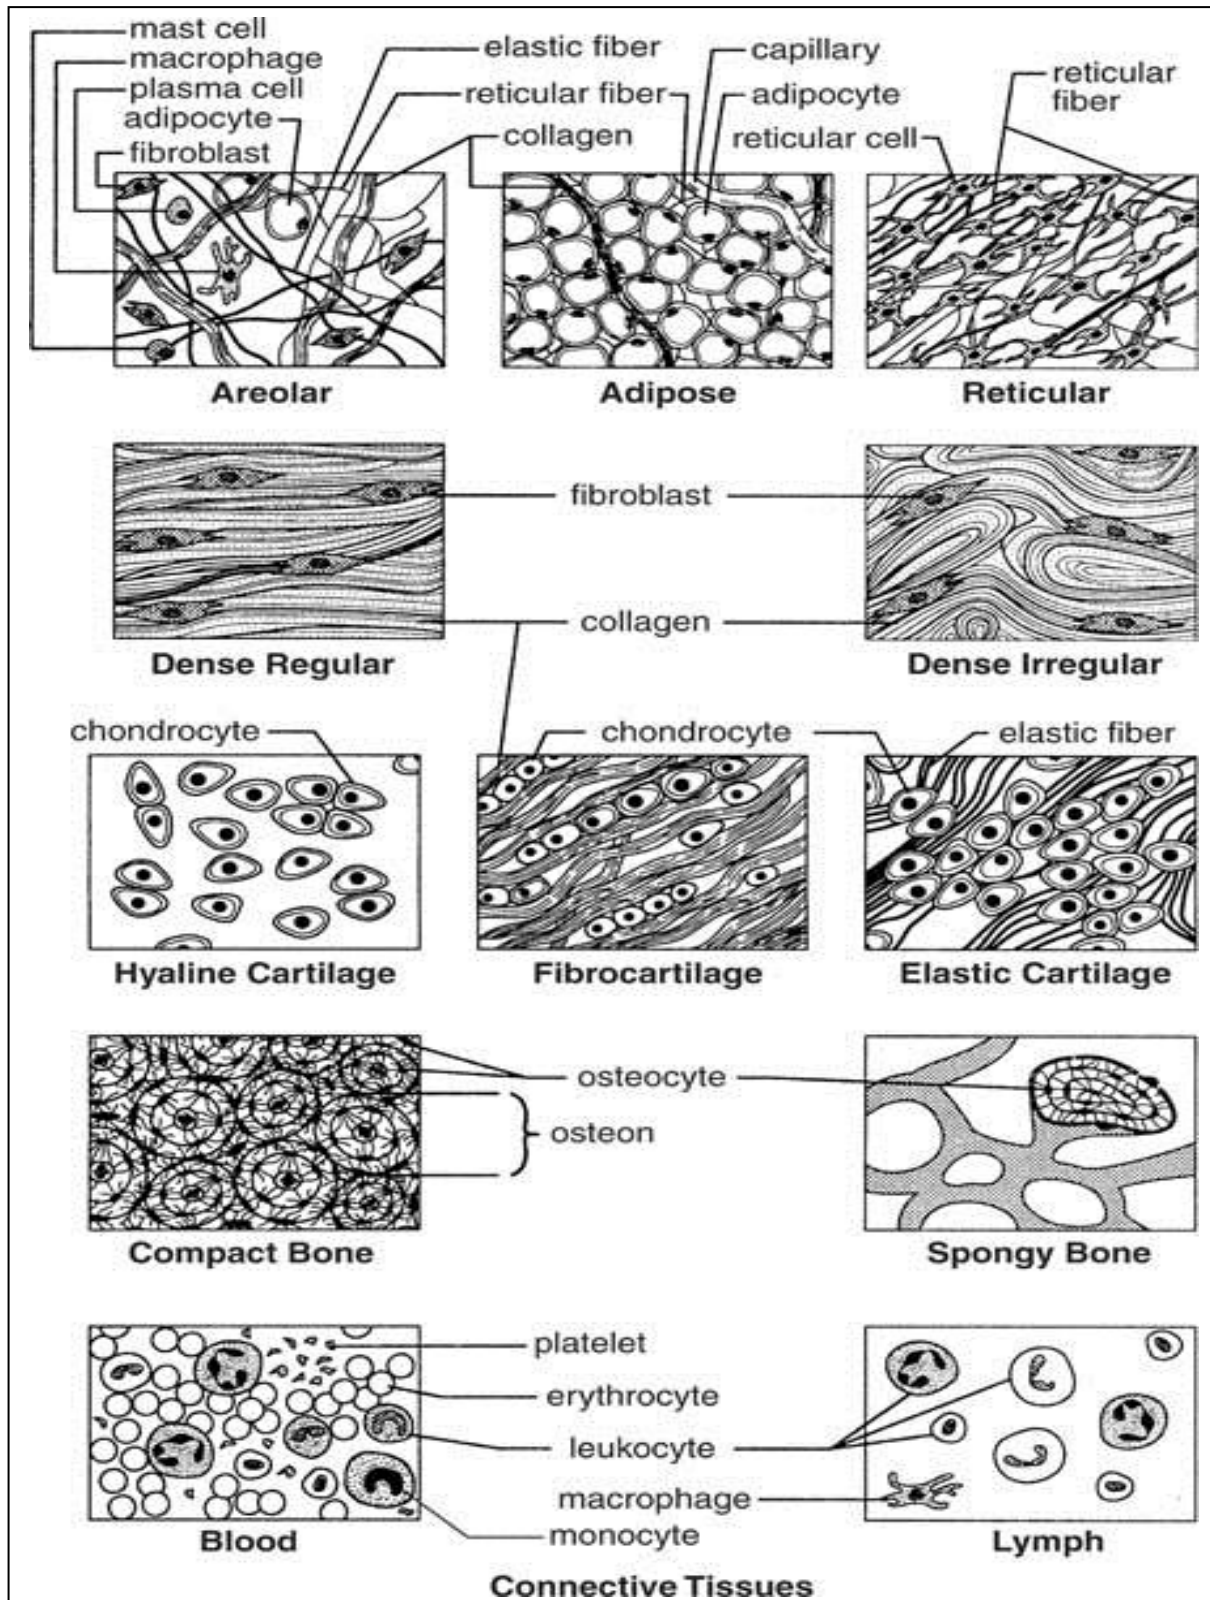 mast cell
macrophage
plasma cell
adipocyte
fibroblast
elastic fiber
reticular fiber
collagen
capillary
adipocyte
reticular cell
reticular
fiber
Areolar
Adipose
Reticular
fibroblast
collagen
Dense Regular
Dense Irregular
chondrocyte
chondrocyte
elastic fiber
Hyaline Cartilage
Fibrocartilage
Elastic Cartilage
osteocyte
osteon
Compact Bone
Spongy Bone
platelet
erythrocyte
leukocyte
macrophage
monocyte
Blood
Lymph
Connective Tissues